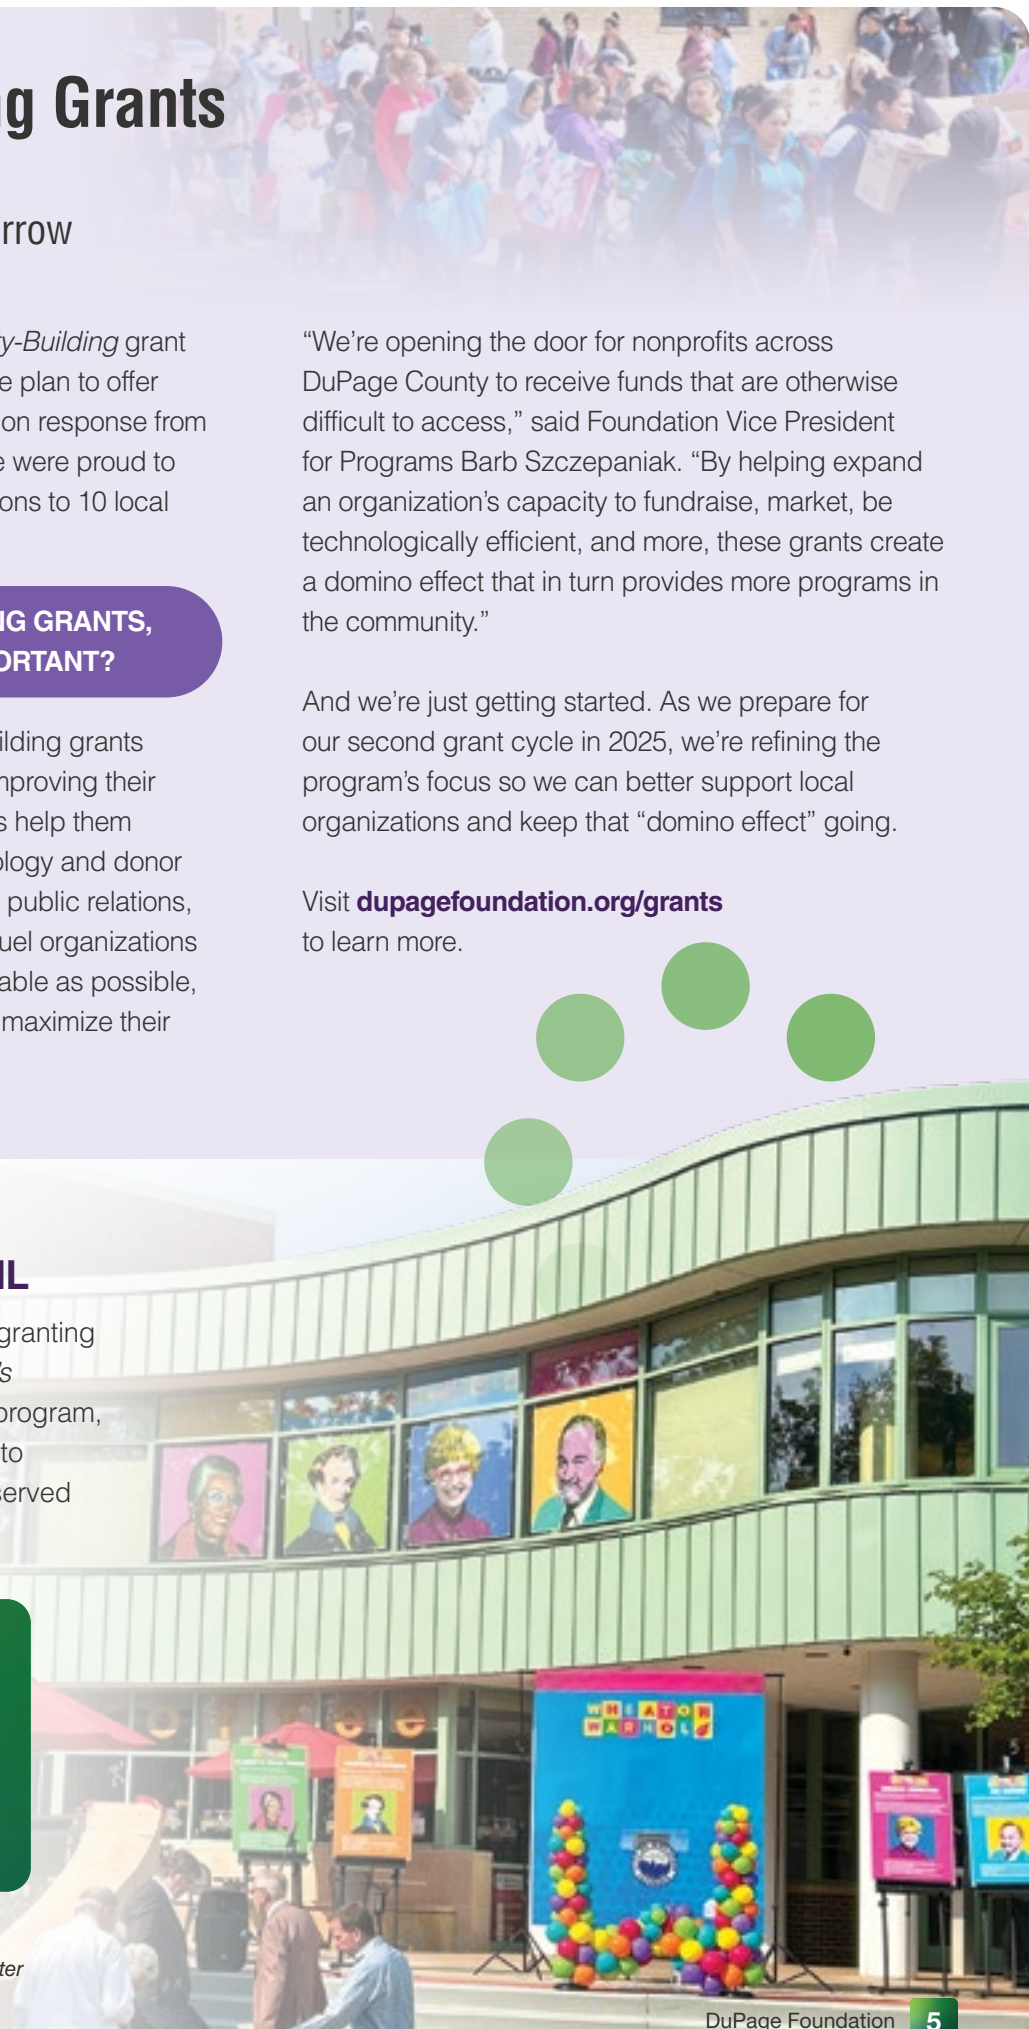 ng Grants
rrow
y-Building grant
e plan to offer
on response from
e were proud to
ons to 10 local
NG GRANTS,
ORTANT?
ilding grants
mproving their
s help them
ology and donor
public relations,
uel organizations
able as possible,
maximize their
“We’re opening the door for nonprofits across
DuPage County to receive funds that are otherwise
difficult to access,” said Foundation Vice President
for Programs Barb Szczepaniak. “By helping expand
an organization’s capacity to fundraise, market, be
technologically efficient, and more, these grants create
a domino effect that in turn provides more programs in
the community.”
And we’re just getting started. As we prepare for
our second grant cycle in 2025, we’re refining the
program’s focus so we can better support local
organizations and keep that “domino effect” going.
Visit dupagefoundation.org/grants
to learn more.
IL
granting
’s
program,
to
served
WHEATON
WARHOL
ter
DuPage Foundation 5